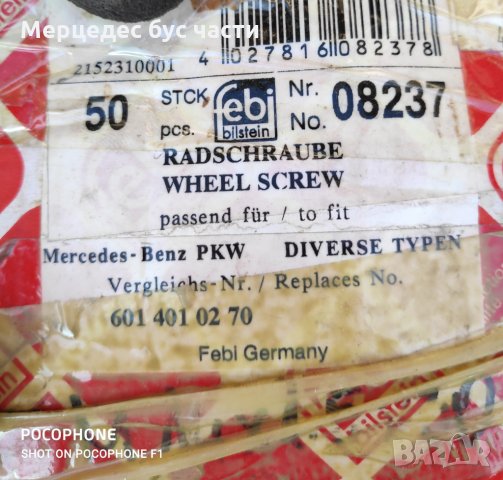 Мерцедес бус части
2152310001
4 027816 082378
50 STCK pcs. febi bilstein Nr. No. 08237
RADSCHRAUBE
WHEEL SCREW
passend für / to fit
Mercedes-Benz PKW DIVERSE TYPEN
Vergleichs-Nr. / Replaces No.
601 401 02 70
Febi Germany
bilstein
POCOPHONE
SHOT ON POCOPHONE F1
BAZAR